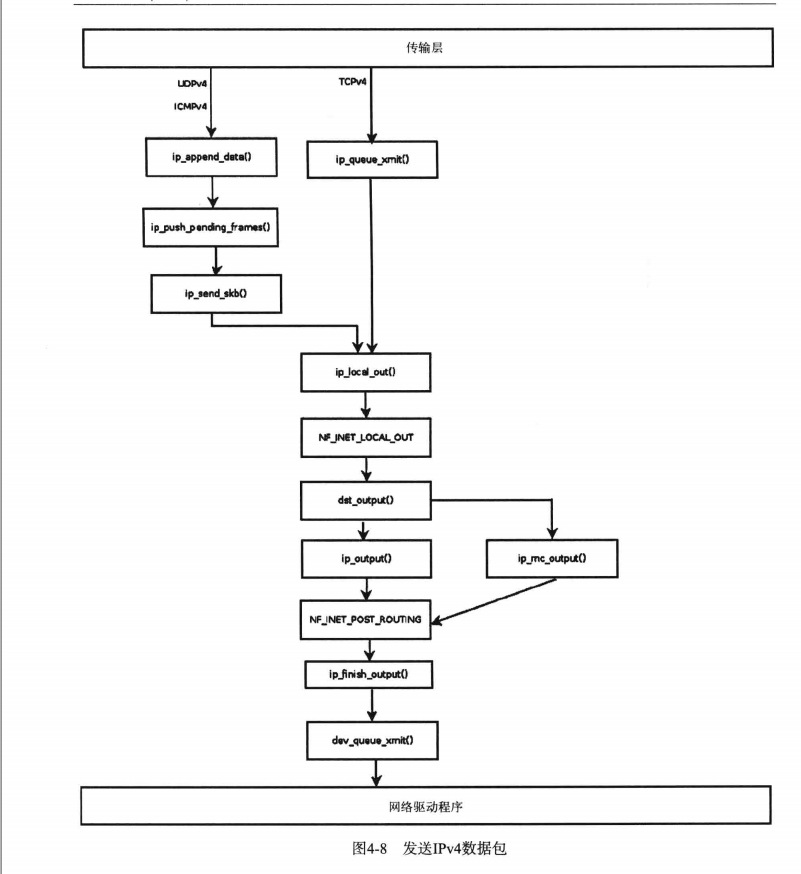 传输层
UDPv4
ICMPv4
TCPv4
ip_append_data()
ip_queue_xmit()
ip_push_pending_frames()
ip_send_skb()
ip_local_out()
NF_INET_LOCAL_OUT
dst_output()
ip_output()
ip_mc_output()
NF_INET_POST_ROUTING
ip_finish_output()
dev_queue_xmit()
网络驱动程序
图4-8 发送IPv4数据包